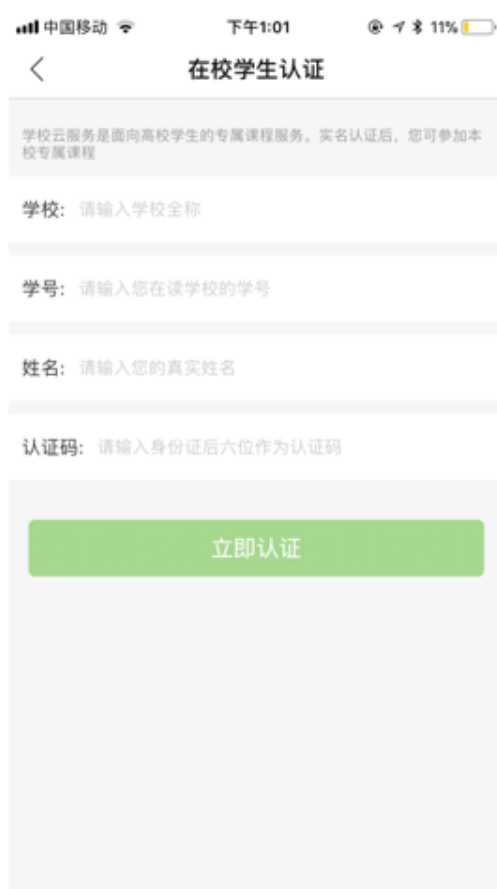 中国移动 下午1:01 11%
在校学生认证
学校云服务是面向高校学生的专属课程服务。实名认证后，您可参加本
校专属课程
学校: 请输入学校全称
学号: 请输入您在读学校的学号
姓名: 请输入您的真实姓名
认证码: 请输入身份证后六位作为认证码
立即认证